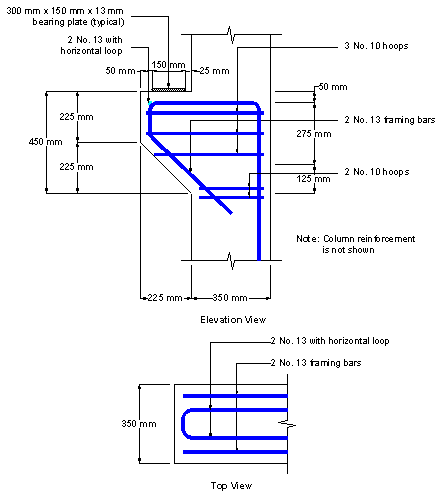 300 mm x 150 mm x 13 mm
bearing plate (typical)
2 No. 13 with
horizontal loop
3 No. 10 hoops
150 mm
50 mm
25 mm
50 mm
225 mm
275 mm
2 No. 13 framing bars
450 mm
225 mm
125 mm
2 No. 10 hoops
Note: Column reinforcement
is not shown
225 mm
350 mm
Elevation View
2 No. 13 with horizontal loop
2 No. 13 framing bars
350 mm
Top View